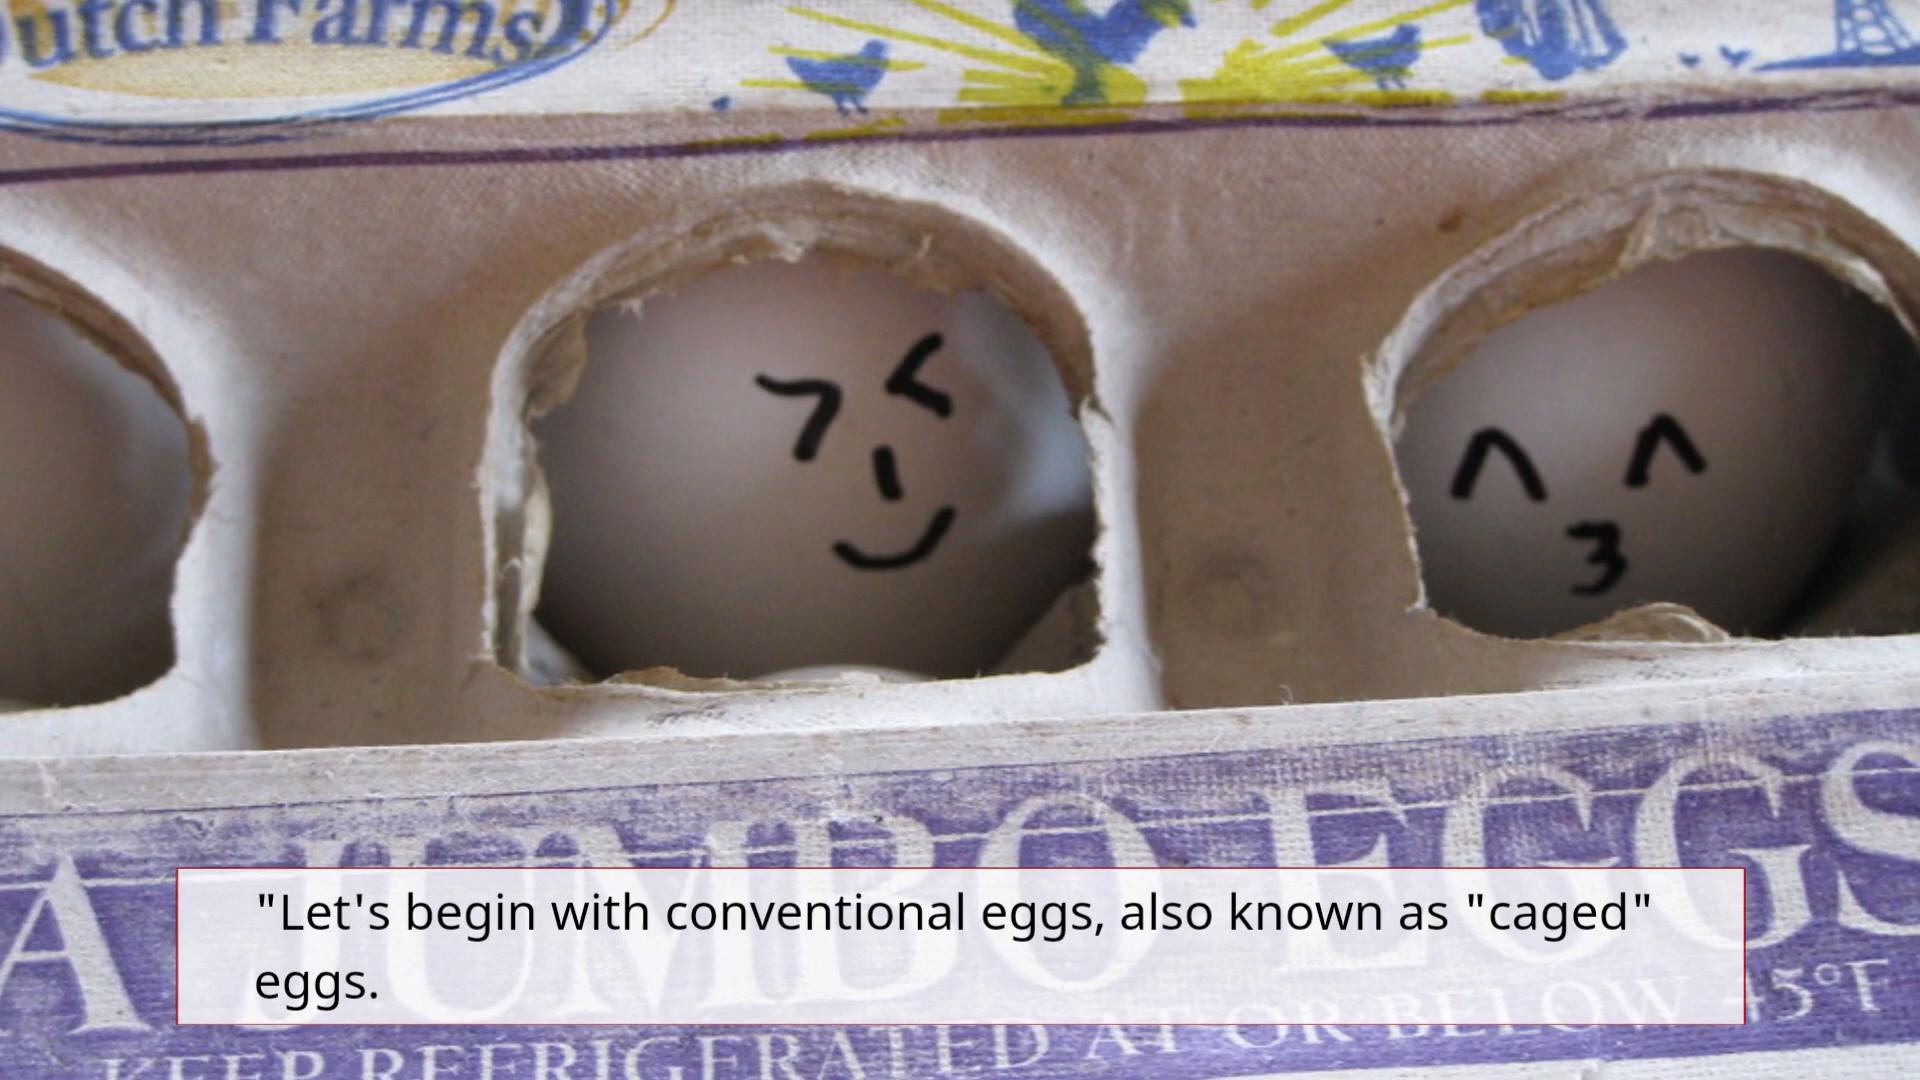 utch Farms
"Let's begin with conventional eggs, also known as "caged"
eggs.
A JUMBO EGGS
KEEP REFRIGERATED AT OR BELOW 45°F